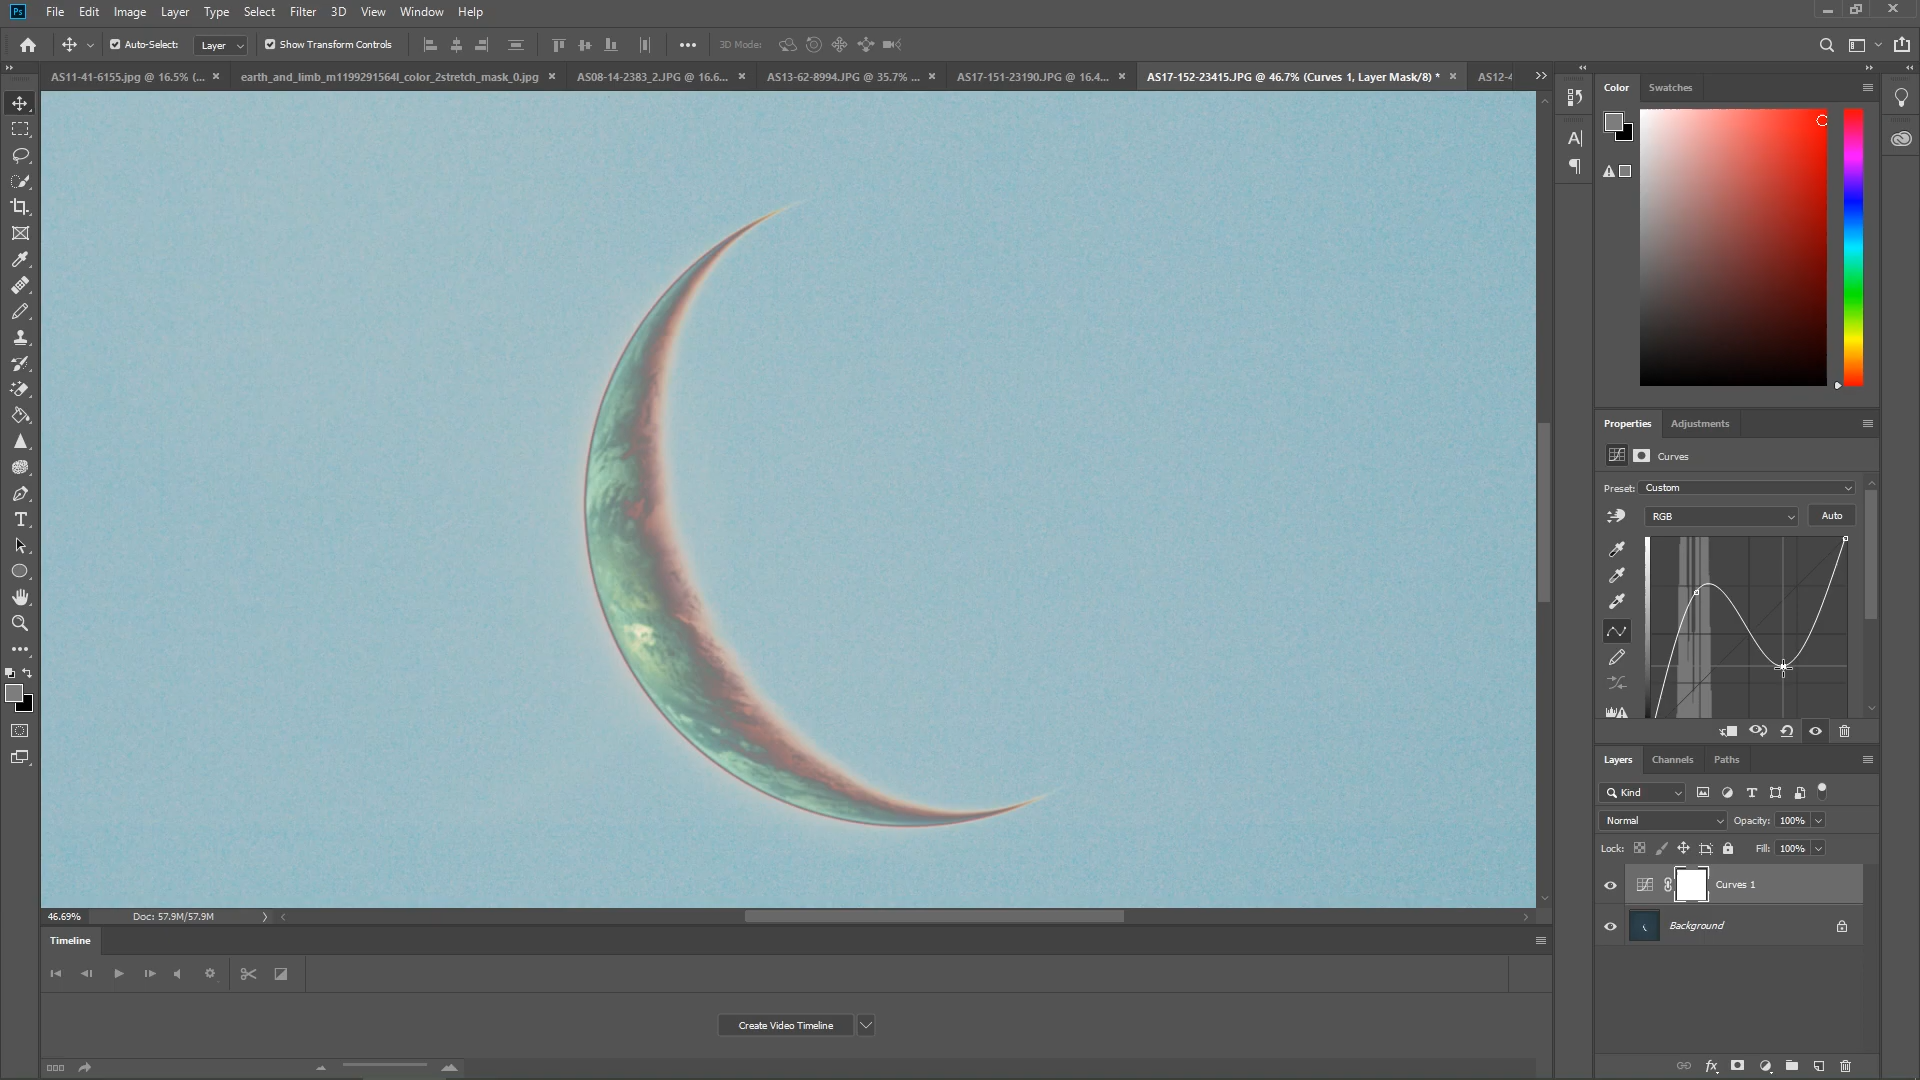 Ps File Edit Image Layer Type Select Filter 3D View Window Help
Auto-Select: Layer Show Transform Controls 3D Mode:
AS11-41-6155.jpg @ 16.5% (... × earth_and_limb_m1199291564l_color_2stretch_mask_0.jpg × AS08-14-2383_2.JPG @ 16.6... × AS13-62-8994.JPG @ 35.7% ... × AS17-151-23190.JPG @ 16.4... × AS17-152-23415.JPG @ 46.7% (Curves 1, Layer Mask/8) * × AS12-4
Color Swatches
Properties Adjustments
Curves
Preset: Custom
RGB Auto
Layers Channels Paths
Kind
Normal Opacity: 100%
Lock: Fill: 100%
Curves 1
Background
46.69% Doc: 57.9M/57.9M
Timeline
Create Video Timeline